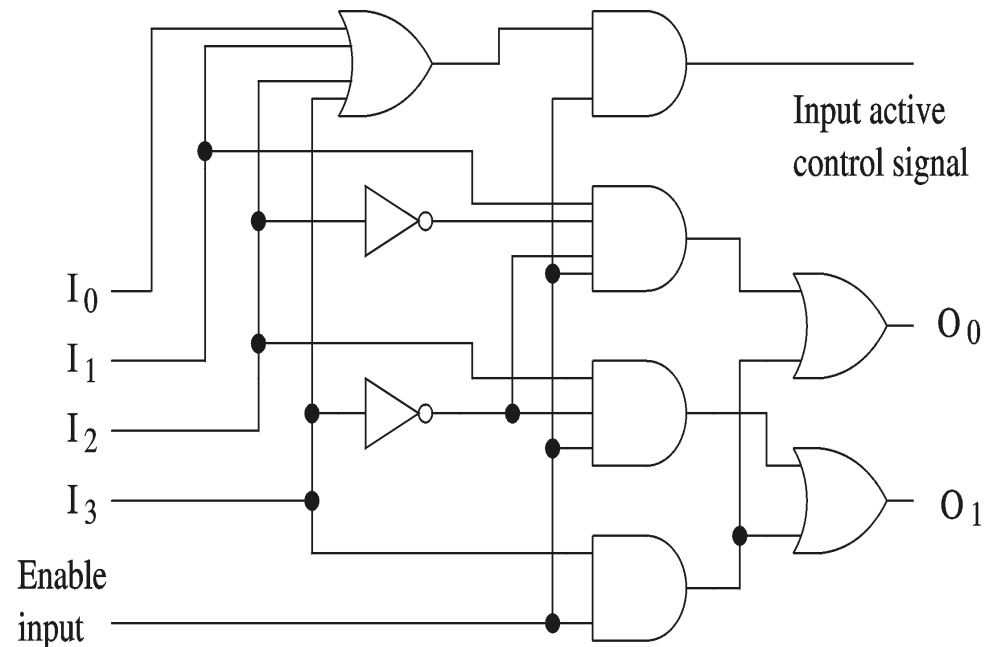 Input active
control signal
I0
O0
I1
I2
I3
O1
Enable
input